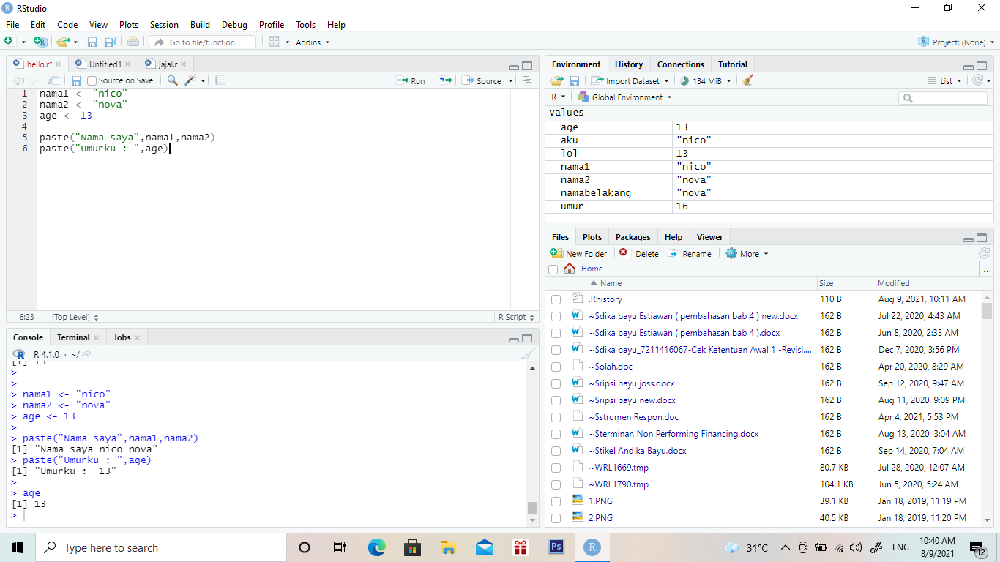 RStudio
File Edit Code View Plots Session Build Debug Profile Tools Help
Go to file/function Addins Project: (None)
hello.r* Untitled1 jajal.r
Source on Save Run Source
1 nama1 <- "nico"
2 nama2 <- "nova"
3 age <- 13
4
5 paste("Nama saya",nama1,nama2)
6 paste("Umurku : ",age)
6:23 (Top Level) R Script
Console Terminal Jobs
R 4.1.0 · ~/
[1] 13
>
>
> nama1 <- "nico"
> nama2 <- "nova"
> age <- 13
>
> paste("Nama saya",nama1,nama2)
[1] "Nama saya nico nova"
> paste("Umurku : ",age)
[1] "Umurku :  13"
>
> age
[1] 13
>
Environment History Connections Tutorial
Import Dataset 134 MiB List
R Global Environment
Values
age 13
aku "nico"
lol 13
nama1 "nico"
nama2 "nova"
namabelakang "nova"
umur 16
Files Plots Packages Help Viewer
New Folder Delete Rename More
Home ...
Name Size Modified
.Rhistory 110 B Aug 9, 2021, 10:11 AM
~$dika bayu Estiawan ( pembahasan bab 4 ) new.docx 162 B Jul 22, 2020, 4:43 AM
~$dika bayu Estiawan ( pembahasan bab 4 ).docx 162 B Jun 8, 2020, 2:33 AM
~$dika bayu_7211416067-Cek Ketentuan Awal 1 -Revisi.... 162 B Dec 7, 2020, 3:56 PM
~$olah.doc 162 B Apr 20, 2020, 8:29 AM
~$ripsi bayu joss.docx 162 B Sep 12, 2020, 9:47 AM
~$ripsi bayu new.docx 162 B Aug 11, 2020, 9:09 PM
~$strumen Respon.doc 162 B Apr 4, 2021, 5:53 PM
~$terminan Non Performing Financing.docx 162 B Aug 13, 2020, 3:04 AM
~$tikel Andika Bayu.docx 162 B Sep 14, 2020, 7:04 AM
~WRL1669.tmp 80.7 KB Jul 28, 2020, 12:07 AM
~WRL1790.tmp 104.1 KB Jun 5, 2020, 5:24 AM
1.PNG 39.1 KB Jan 18, 2019, 11:19 PM
2.PNG 40.5 KB Jan 18, 2019, 11:20 PM
Type here to search Ps R 31°C ENG 10:40 AM
8/9/2021 12